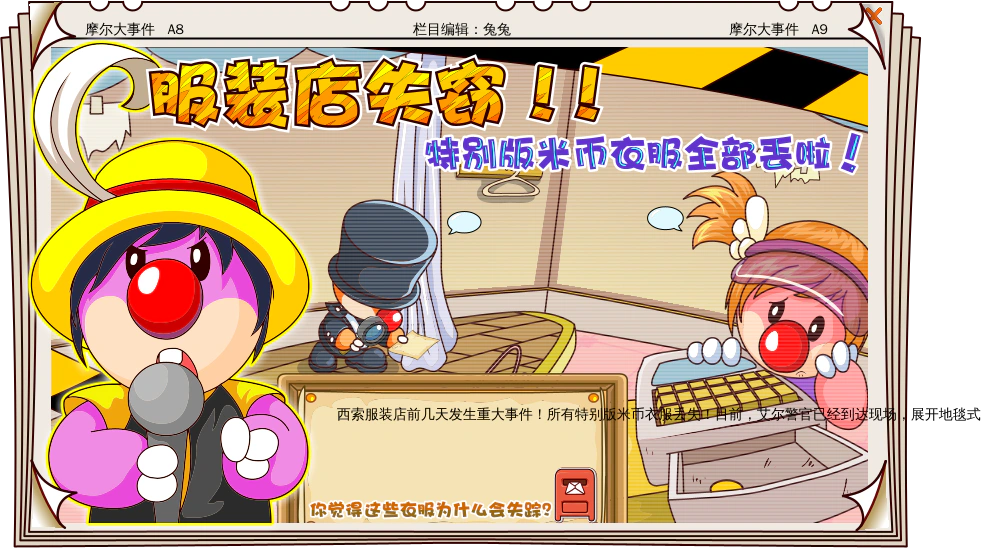 摩尔大事件 A8
栏目编辑：兔兔
摩尔大事件 A9
服装店失窃！！
特别版米币衣服全部丢啦！
西索服装店前几天发生重大事件！所有特别版米币衣服丢失！目前，艾尔警官已经到达现场，展开地毯式
你觉得这些衣服为什么会失踪？